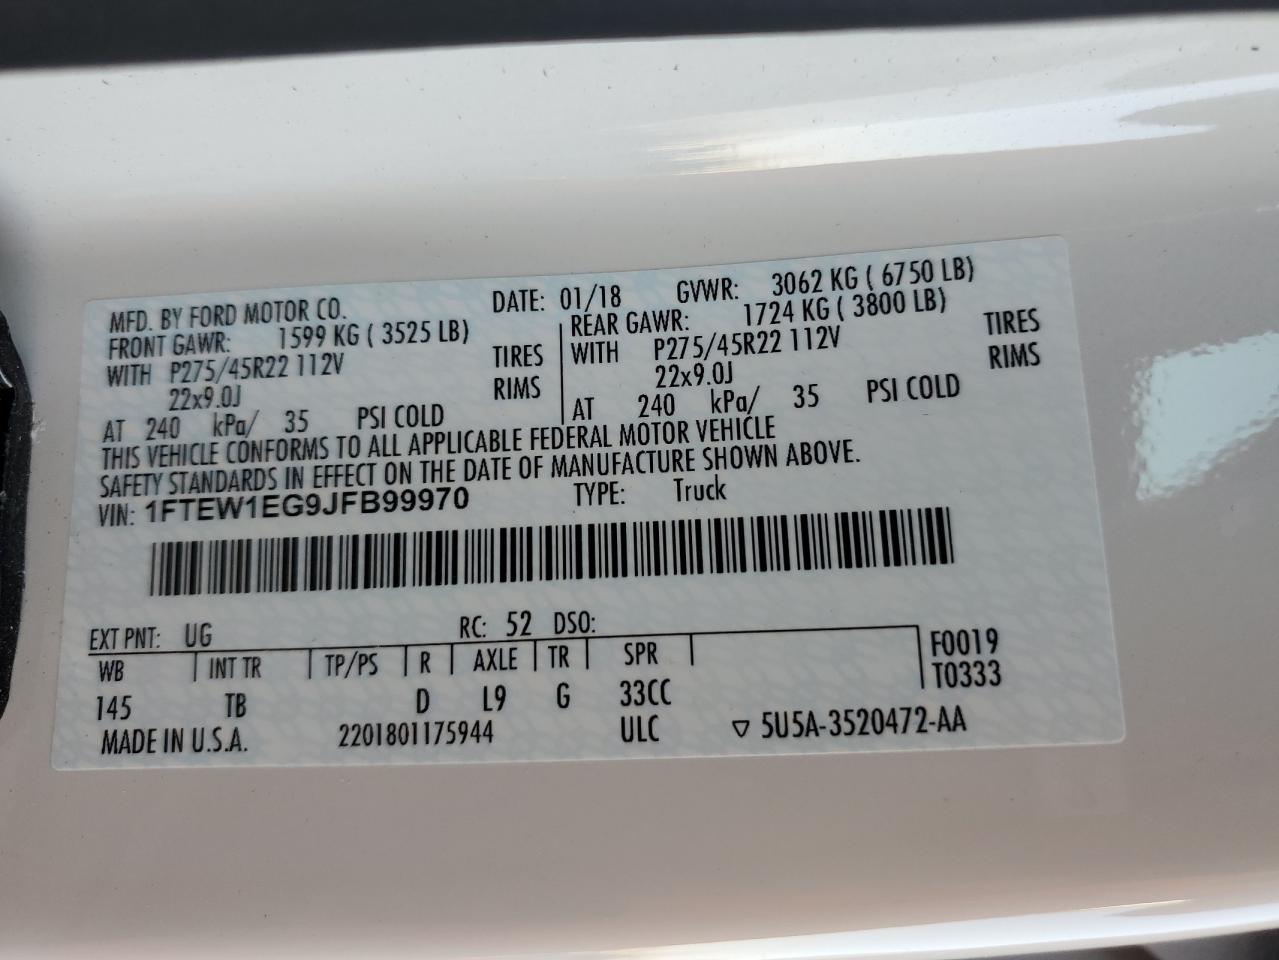 MFD. BY FORD MOTOR CO. DATE: 01/18 GVWR: 3062 KG ( 6750 LB)
FRONT GAWR: 1599 KG ( 3525 LB) REAR GAWR: 1724 KG ( 3800 LB)
WITH P275/45R22 112V TIRES WITH P275/45R22 112V TIRES
22x9.0J RIMS 22x9.0J RIMS
AT 240 kPa/ 35 PSI COLD AT 240 kPa/ 35 PSI COLD
THIS VEHICLE CONFORMS TO ALL APPLICABLE FEDERAL MOTOR VEHICLE
SAFETY STANDARDS IN EFFECT ON THE DATE OF MANUFACTURE SHOWN ABOVE.
VIN: 1FTEW1EG9JFB99970 TYPE: Truck
EXT PNT: UG RC: 52 DSO:
WB INT TR TP/PS R AXLE TR SPR F0019
145 TB D L9 G 33CC T0333
MADE IN U.S.A. 2201801175944 ULC ▽ 5U5A-3520472-AA